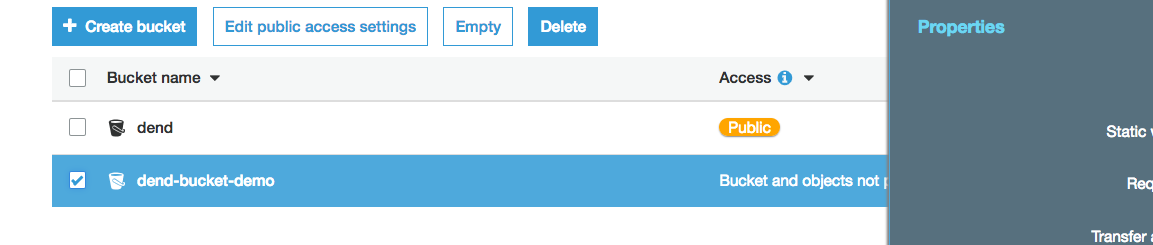 + Create bucket Edit public access settings Empty Delete
Properties
Bucket name Access
dend Public
Static
dend-bucket-demo Bucket and objects not
Req
Transfer